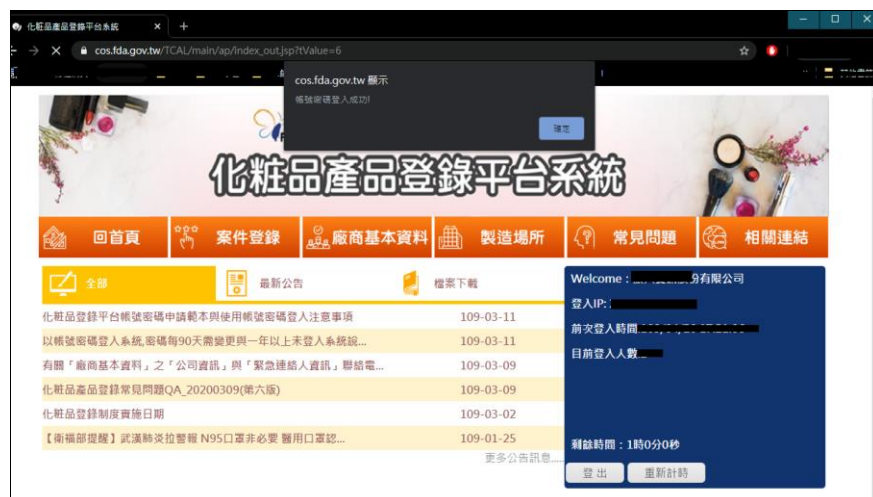 化粧品產品登錄平台系統
cos.fda.gov.tw/TCAL/main/ap/index_out.jsp?tValue=6
cos.fda.gov.tw 顯示
帳號密碼登入成功!
確定
化粧品產品登錄平台系統
回首頁 案件登錄 廠商基本資料 製造場所 常見問題 相關連結
全部 最新公告 檔案下載
化粧品登錄平台帳號密碼申請範本與使用帳號密碼登入注意事項 109-03-11
以帳號密碼登入系統,密碼每90天需變更與一年以上未登入系統說... 109-03-11
有關「廠商基本資料」之「公司資訊」與「緊急連絡人資訊」聯絡電... 109-03-09
化粧品產品登錄常見問題QA_20200309(第六版) 109-03-09
化粧品登錄制度實施日期 109-03-02
【衛福部提醒】武漢肺炎拉警報 N95口罩非必要 醫用口罩認... 109-01-25
更多公告訊息.....
Welcome :
份有限公司
登入IP:
前次登入時間
目前登入人數
剩餘時間：1時0分0秒
登出 重新計時